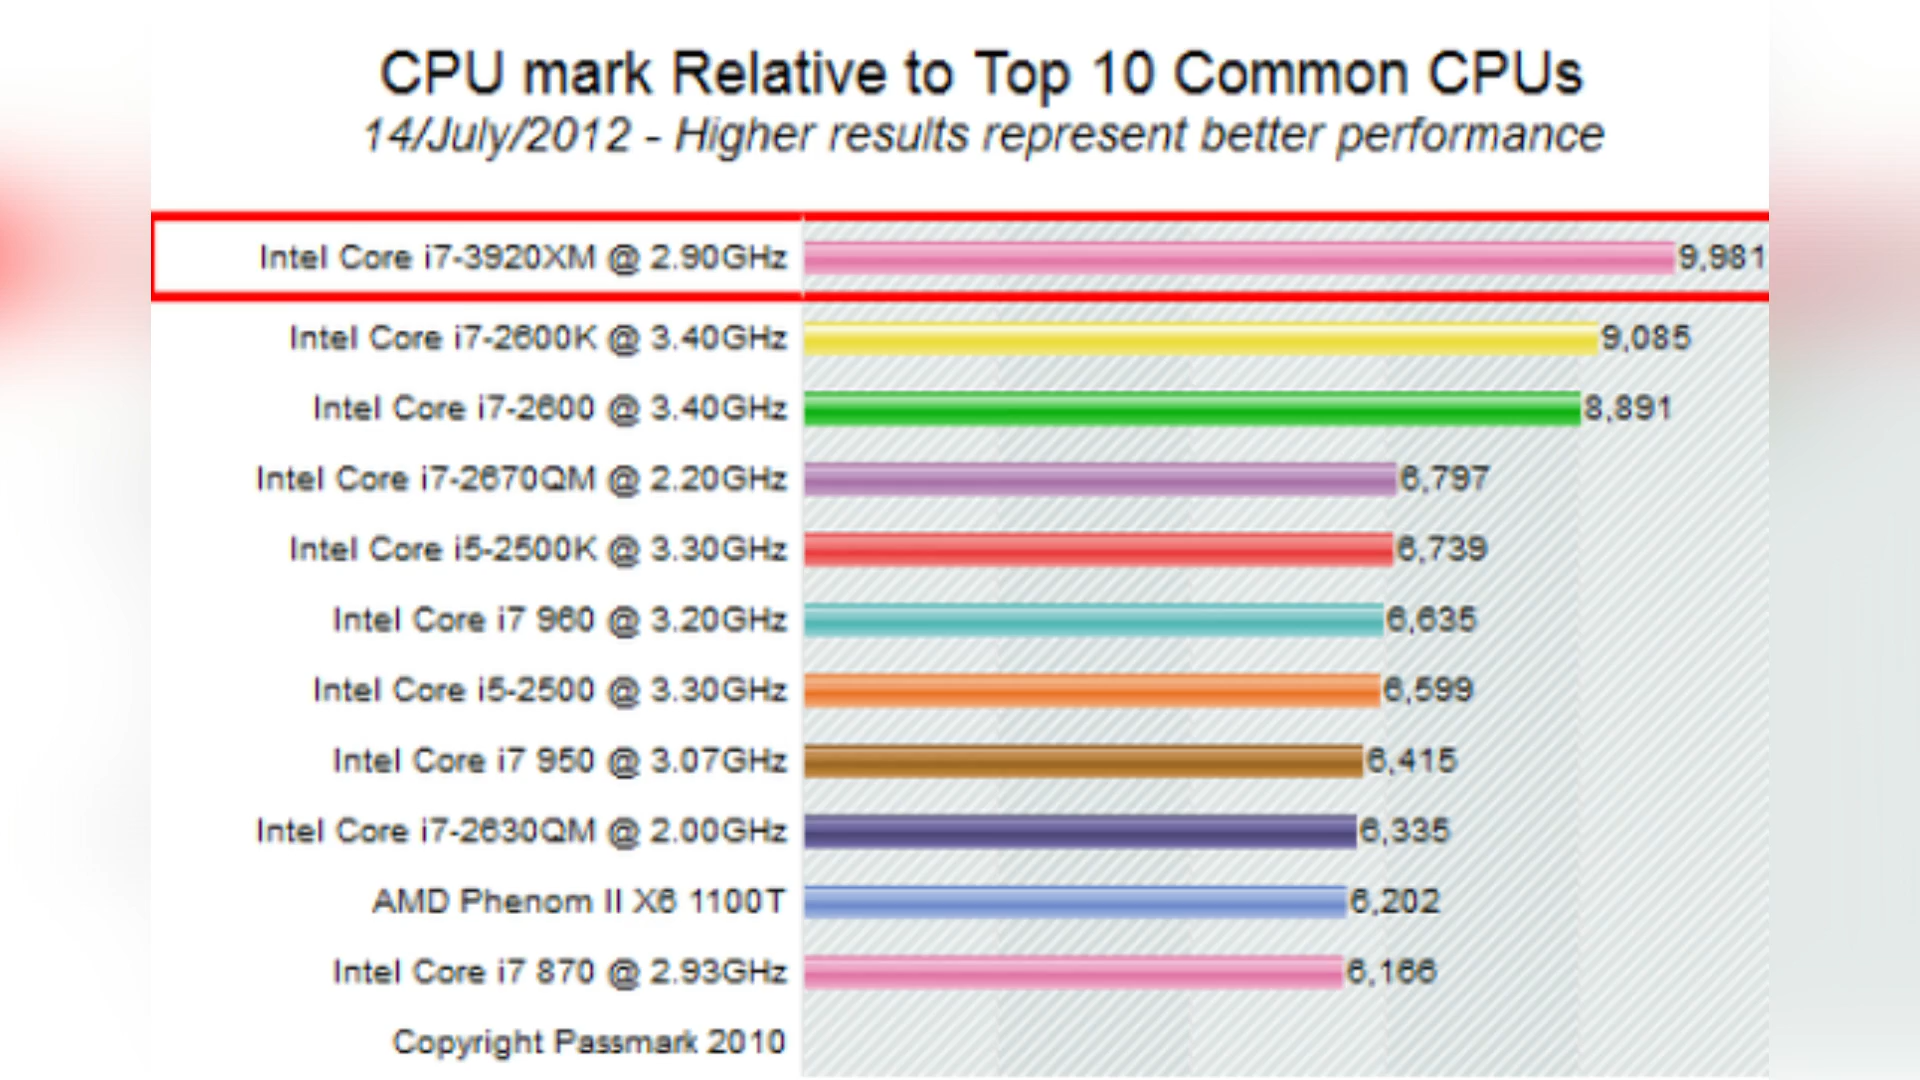 CPU mark Relative to Top 10 Common CPUs
14/July/2012 - Higher results represent better performance
Intel Core i7-3920XM @ 2.90GHz 9,981
Intel Core i7-2600K @ 3.40GHz 9,085
Intel Core i7-2600 @ 3.40GHz 8,891
Intel Core i7-2670QM @ 2.20GHz 6,797
Intel Core i5-2500K @ 3.30GHz 6,739
Intel Core i7 960 @ 3.20GHz 6,635
Intel Core i5-2500 @ 3.30GHz 6,599
Intel Core i7 950 @ 3.07GHz 6,415
Intel Core i7-2630QM @ 2.00GHz 6,335
AMD Phenom II X6 1100T 6,202
Intel Core i7 870 @ 2.93GHz 6,166
Copyright Passmark 2010